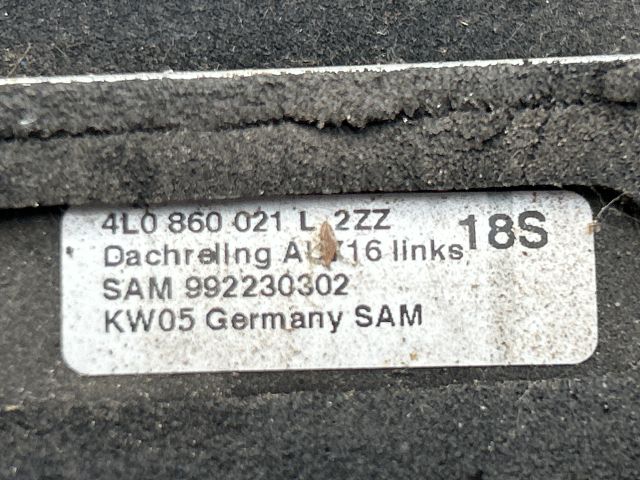 4L0 860 021 L 2ZZ 18S
Dachreling links
SAM 992230302
KW05 Germany SAM